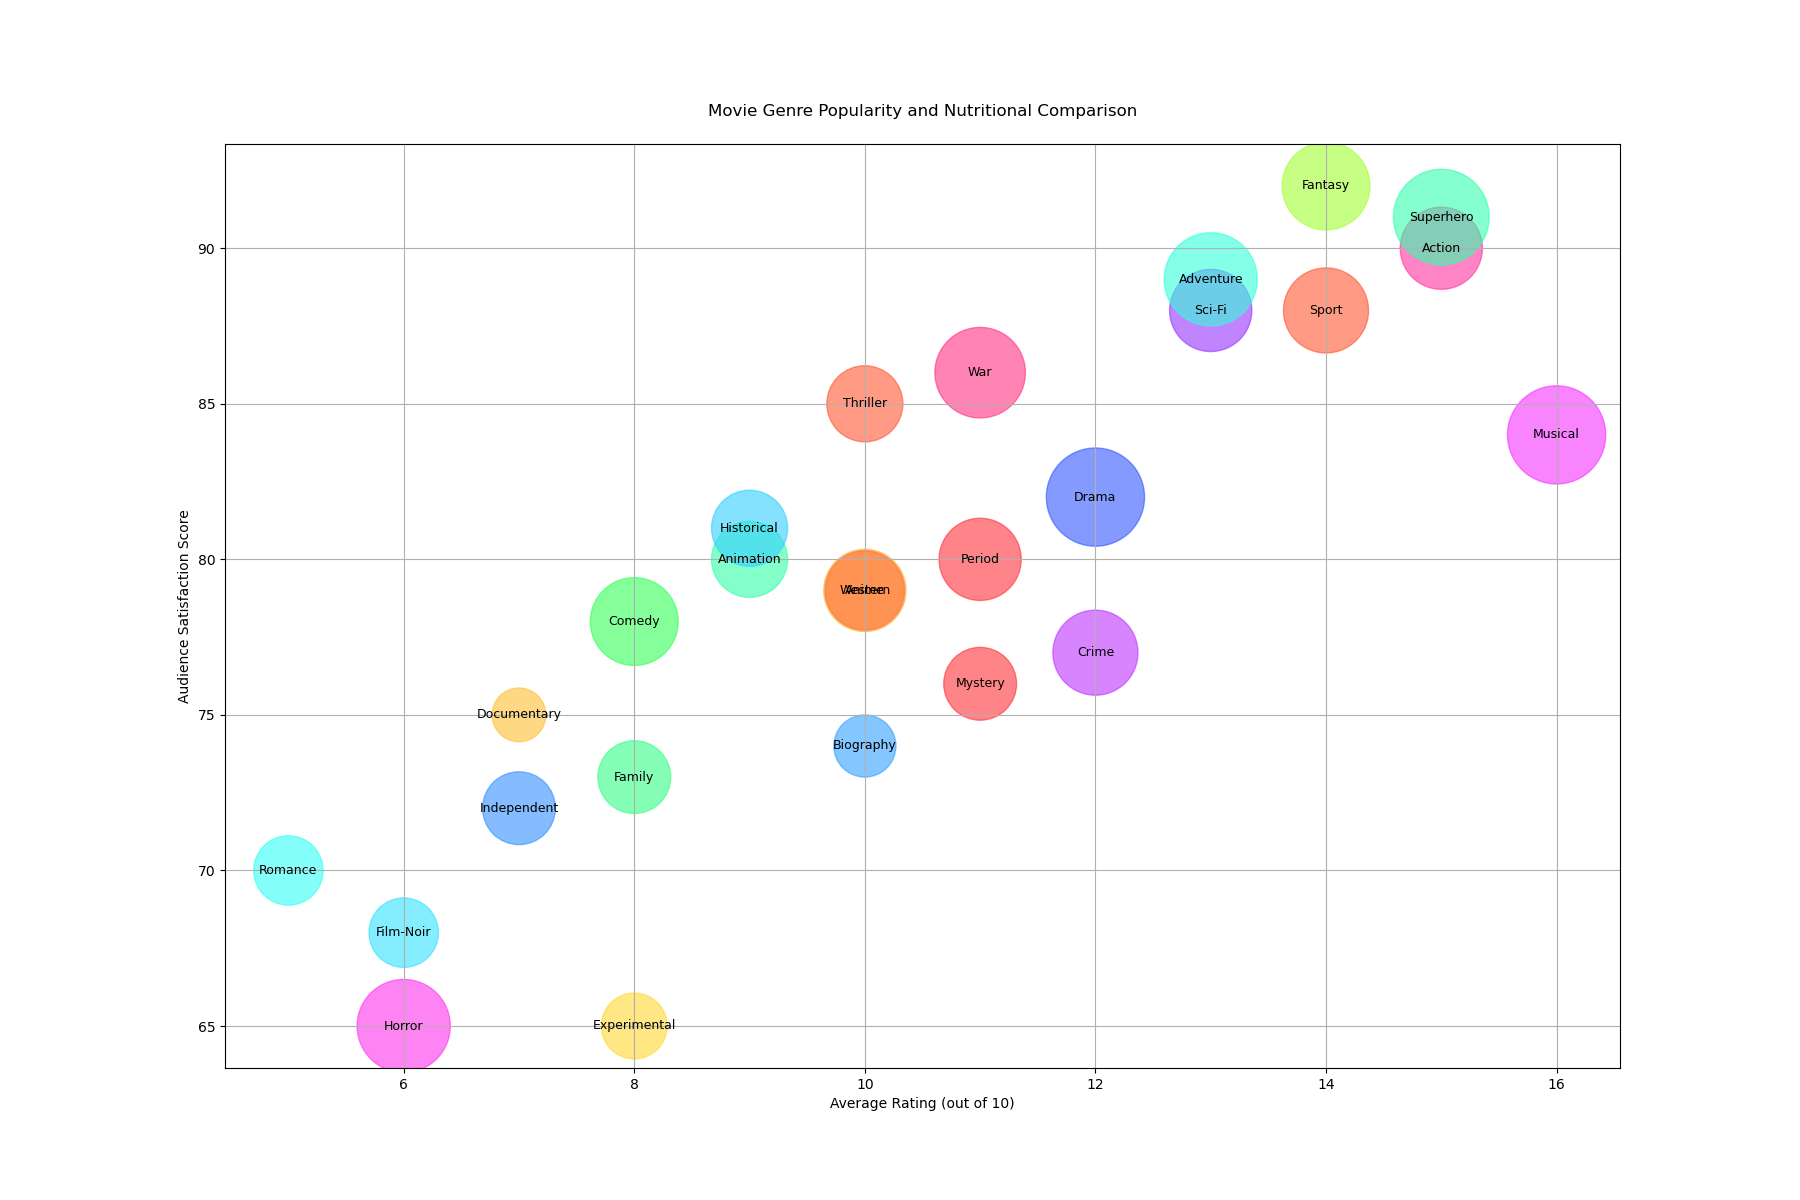 Movie Genre Popularity and Nutritional Comparison
Audience Satisfaction Score
90
85
80
75
70
65
Fantasy
Superhero
Action
Adventure
Sci-Fi
Sport
War
Thriller
Musical
Drama
Historical
Animation
Period
Western
Anime
Comedy
Crime
Mystery
Documentary
Biography
Family
Independent
Romance
Film-Noir
Horror
Experimental
6 8 10 12 14 16
Average Rating (out of 10)